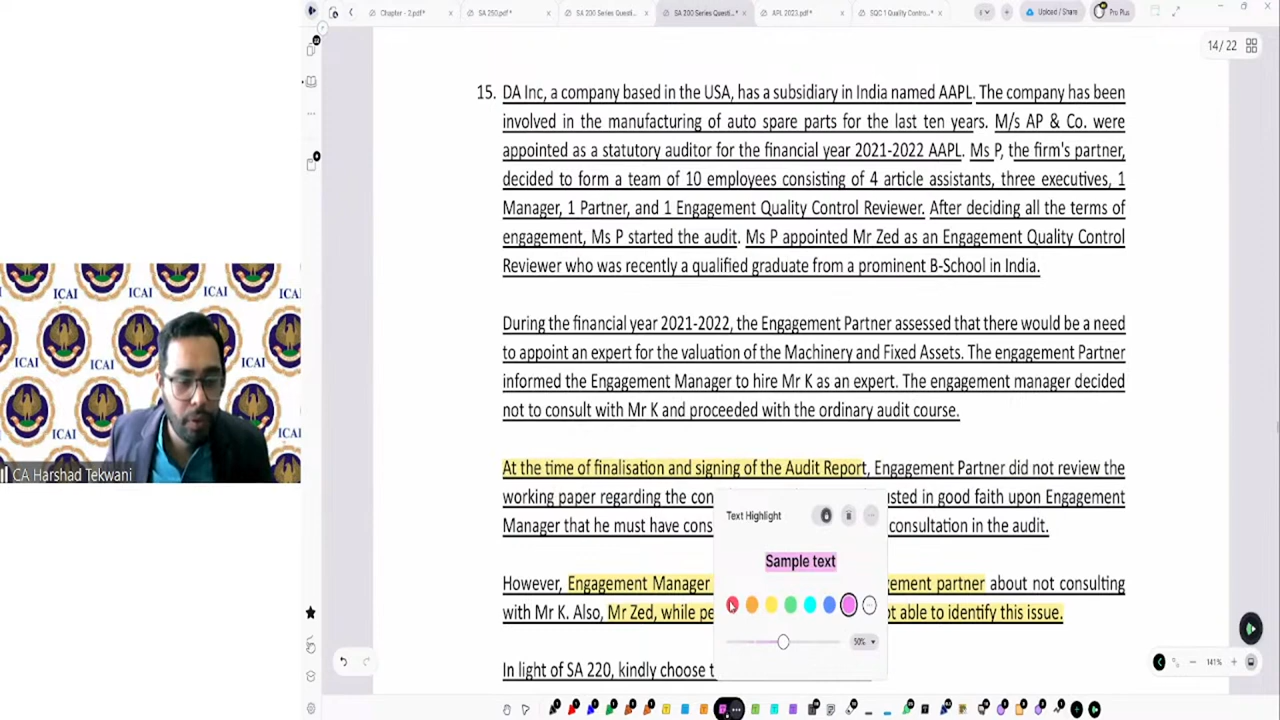 Chapter - 2.pdf*
SA 250.pdf*
SA 200 Series Questi...
SA 200 Series Questi...*
APL 2023.pdf*
SQC 1 Quality Contro...*
Upload / Share
Pro Plus
14 / 22
15. DA Inc, a company based in the USA, has a subsidiary in India named AAPL. The company has been
involved in the manufacturing of auto spare parts for the last ten years. M/s AP & Co. were
appointed as a statutory auditor for the financial year 2021-2022 AAPL. Ms P, the firm's partner,
decided to form a team of 10 employees consisting of 4 article assistants, three executives, 1
Manager, 1 Partner, and 1 Engagement Quality Control Reviewer. After deciding all the terms of
engagement, Ms P started the audit. Ms P appointed Mr Zed as an Engagement Quality Control
Reviewer who was recently a qualified graduate from a prominent B-School in India.
During the financial year 2021-2022, the Engagement Partner assessed that there would be a need
to appoint an expert for the valuation of the Machinery and Fixed Assets. The engagement Partner
informed the Engagement Manager to hire Mr K as an expert. The engagement manager decided
not to consult with Mr K and proceeded with the ordinary audit course.
At the time of finalisation and signing of the Audit Report, Engagement Partner did not review the
working paper regarding the con usted in good faith upon Engagement
Manager that he must have cons consultation in the audit.
However, Engagement Manager gement partner about not consulting
with Mr K. Also, Mr Zed, while pe ot able to identify this issue.
In light of SA 220, kindly choose t
Text Highlight
Sample text
50%
141%
ICAI
ICAI
ICAI
ICAI
ICAI
ICAI
ICAI
CA Harshad Tekwani